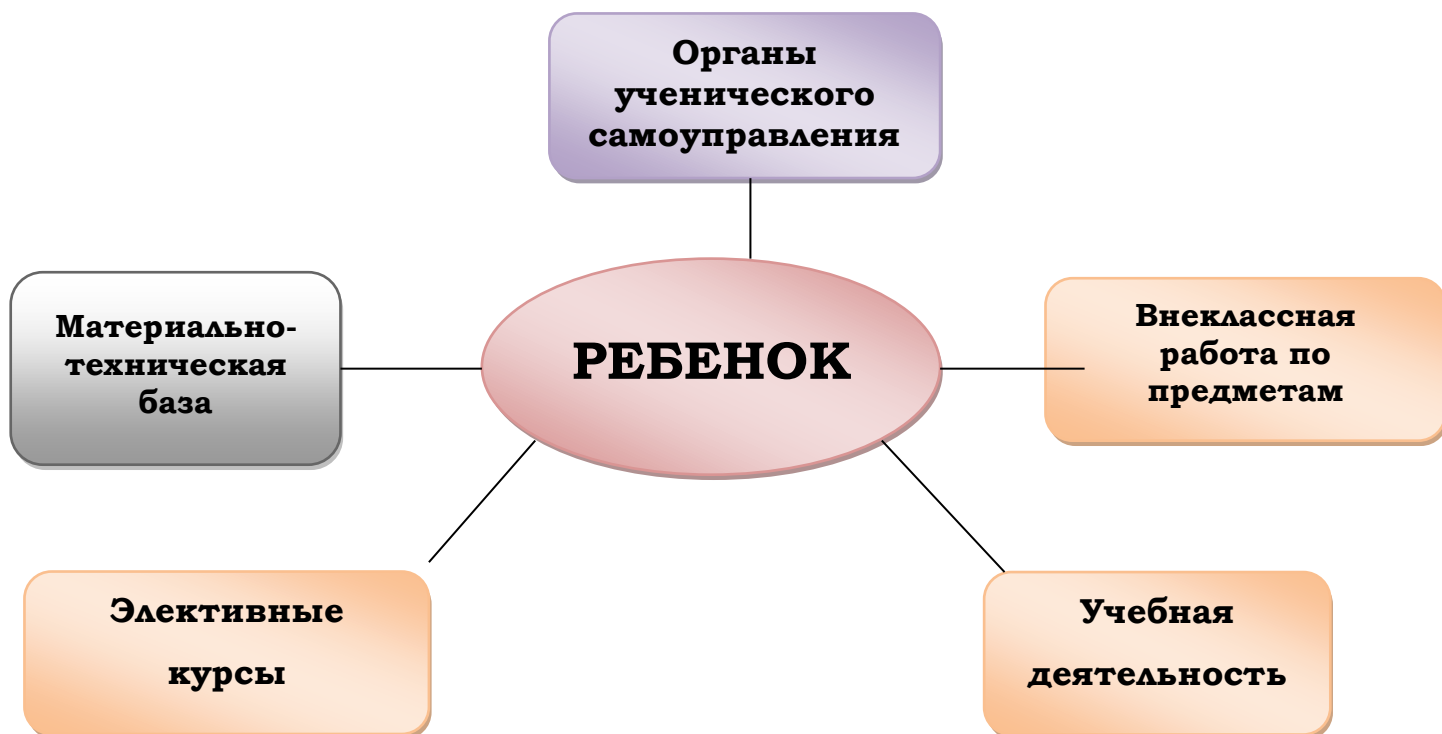 Органы
ученического
самоуправления
Материально-
техническая
база
РЕБЕНОК
Внеклассная
работа по
предметам
Элективные
курсы
Учебная
деятельность